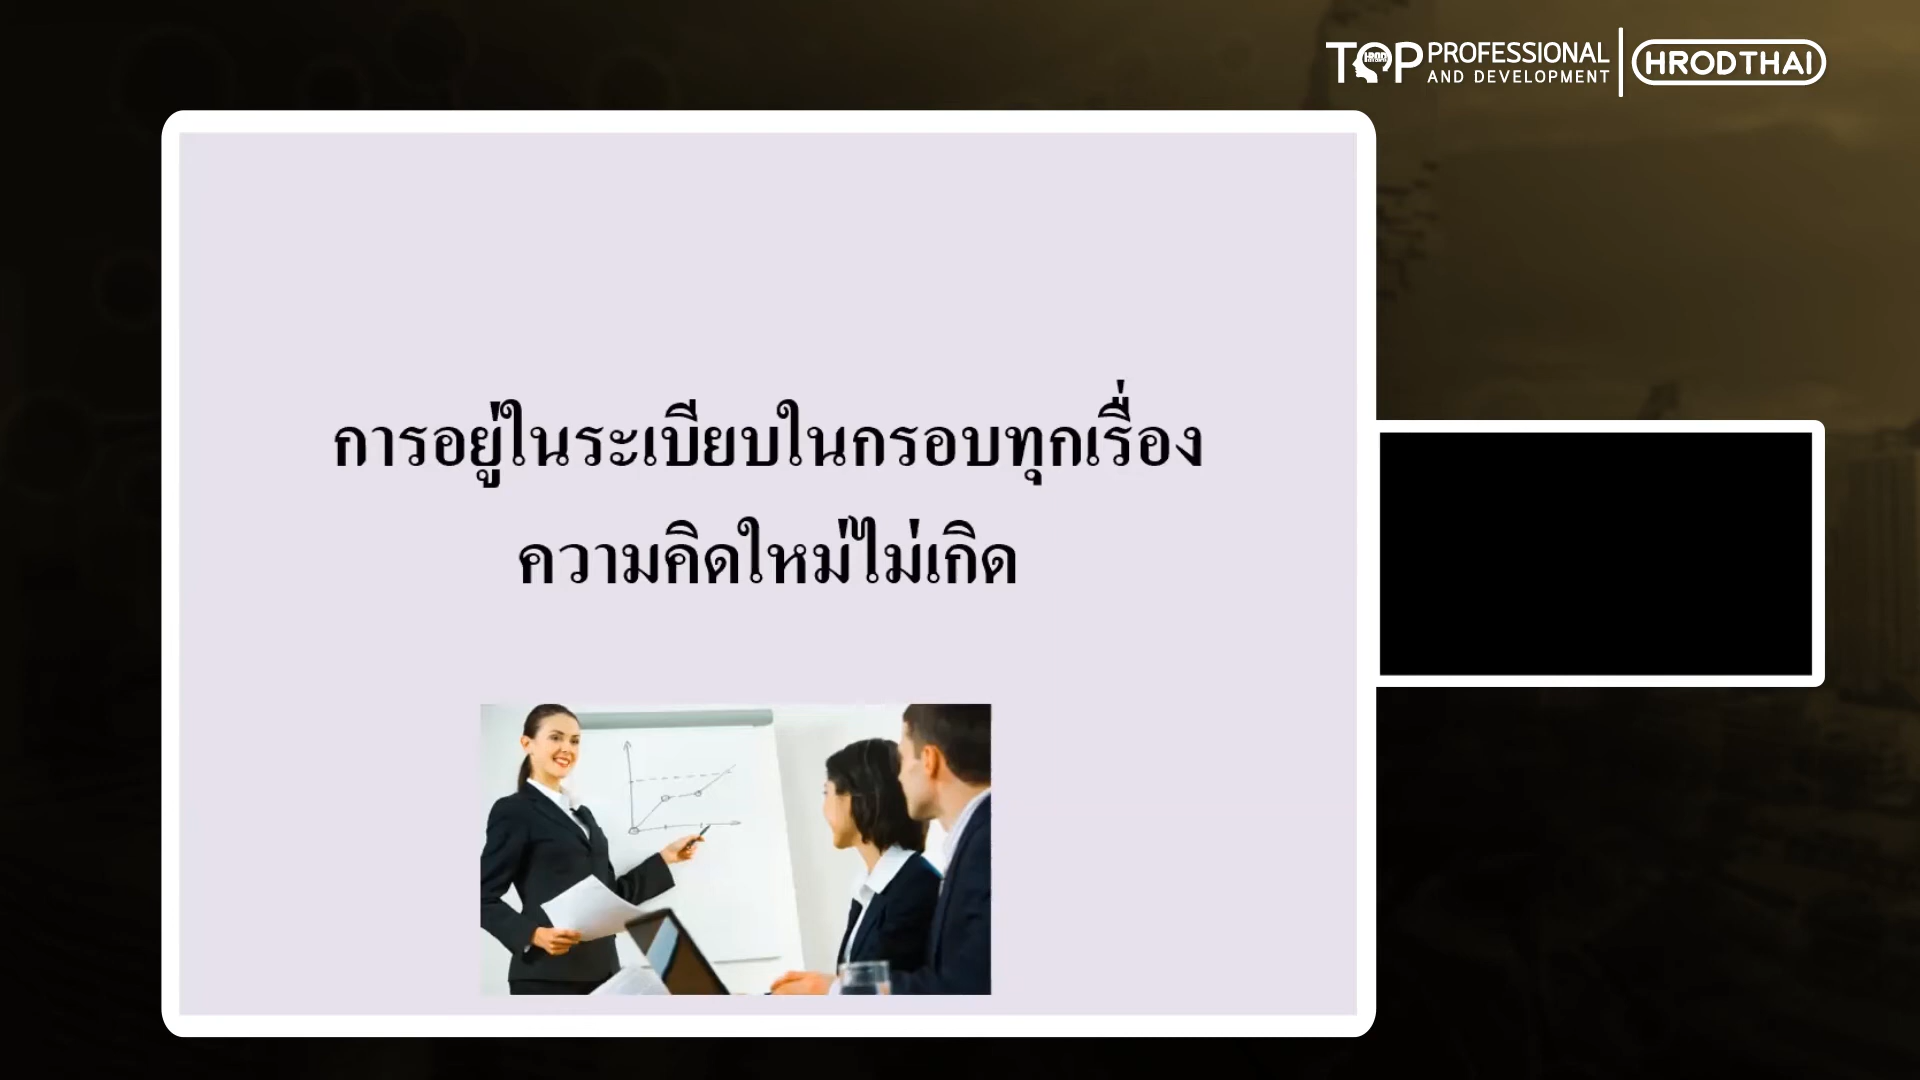 TOP PROFESSIONAL
AND DEVELOPMENT
HRODTHAI
การอยู่ในระเบียบในกรอบทุกเรื่อง
ความคิดใหม่ไม่เกิด